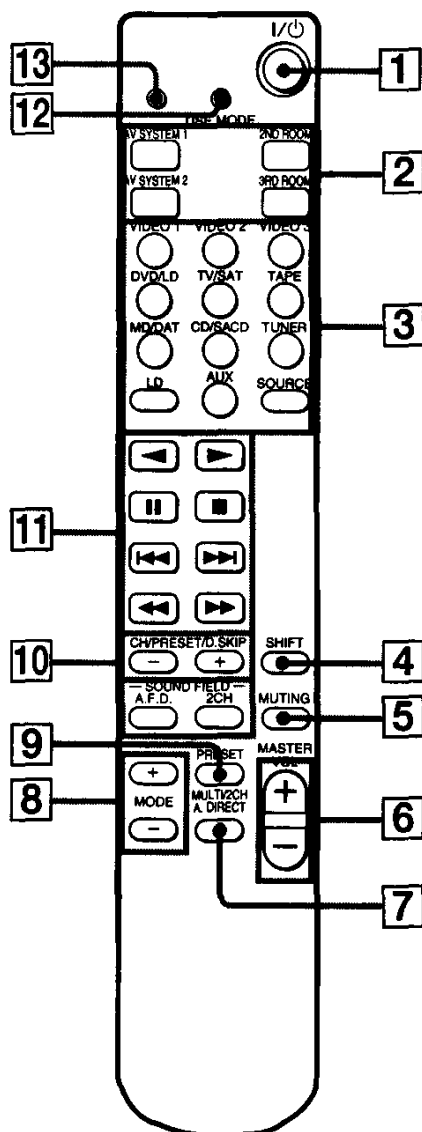 I/⏻
13
1
12
USE MODE
AV SYSTEM 1 2ND ROOM
2
AV SYSTEM 2 3RD ROOM
VIDEO 1 VIDEO 2 VIDEO 3
DVD/LD TV/SAT TAPE
3
MD/DAT CD/SACD TUNER
LD AUX SOURCE
11
CH/PRESET/D.SKIP SHIFT
10
− +
4
SOUND FIELD
A.F.D. 2CH MUTING
5
9
PRESET MASTER
VOL
8
+
MODE
−
MULTI/2CH
A. DIRECT
+
−
6
7